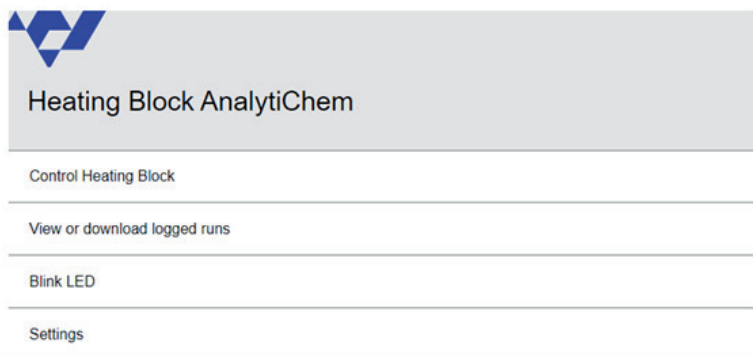 Heating Block AnalytiChem
Control Heating Block
View or download logged runs
Blink LED
Settings